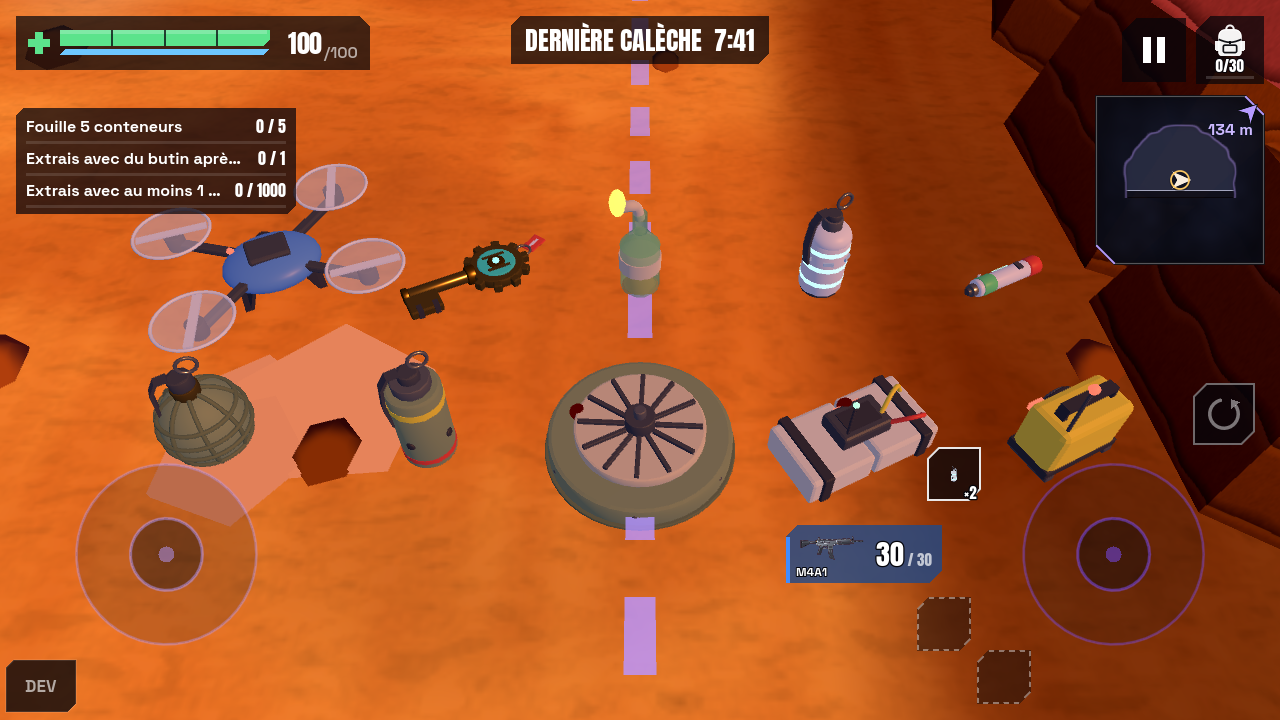 100/100
DERNIÈRE CALÈCHE 7:41
0/30
Fouille 5 conteneurs 0 / 5
Extrais avec du butin aprè... 0 / 1
Extrais avec au moins 1 ... 0 / 1000
134 m
×2
M4A1 30 / 30
DEV